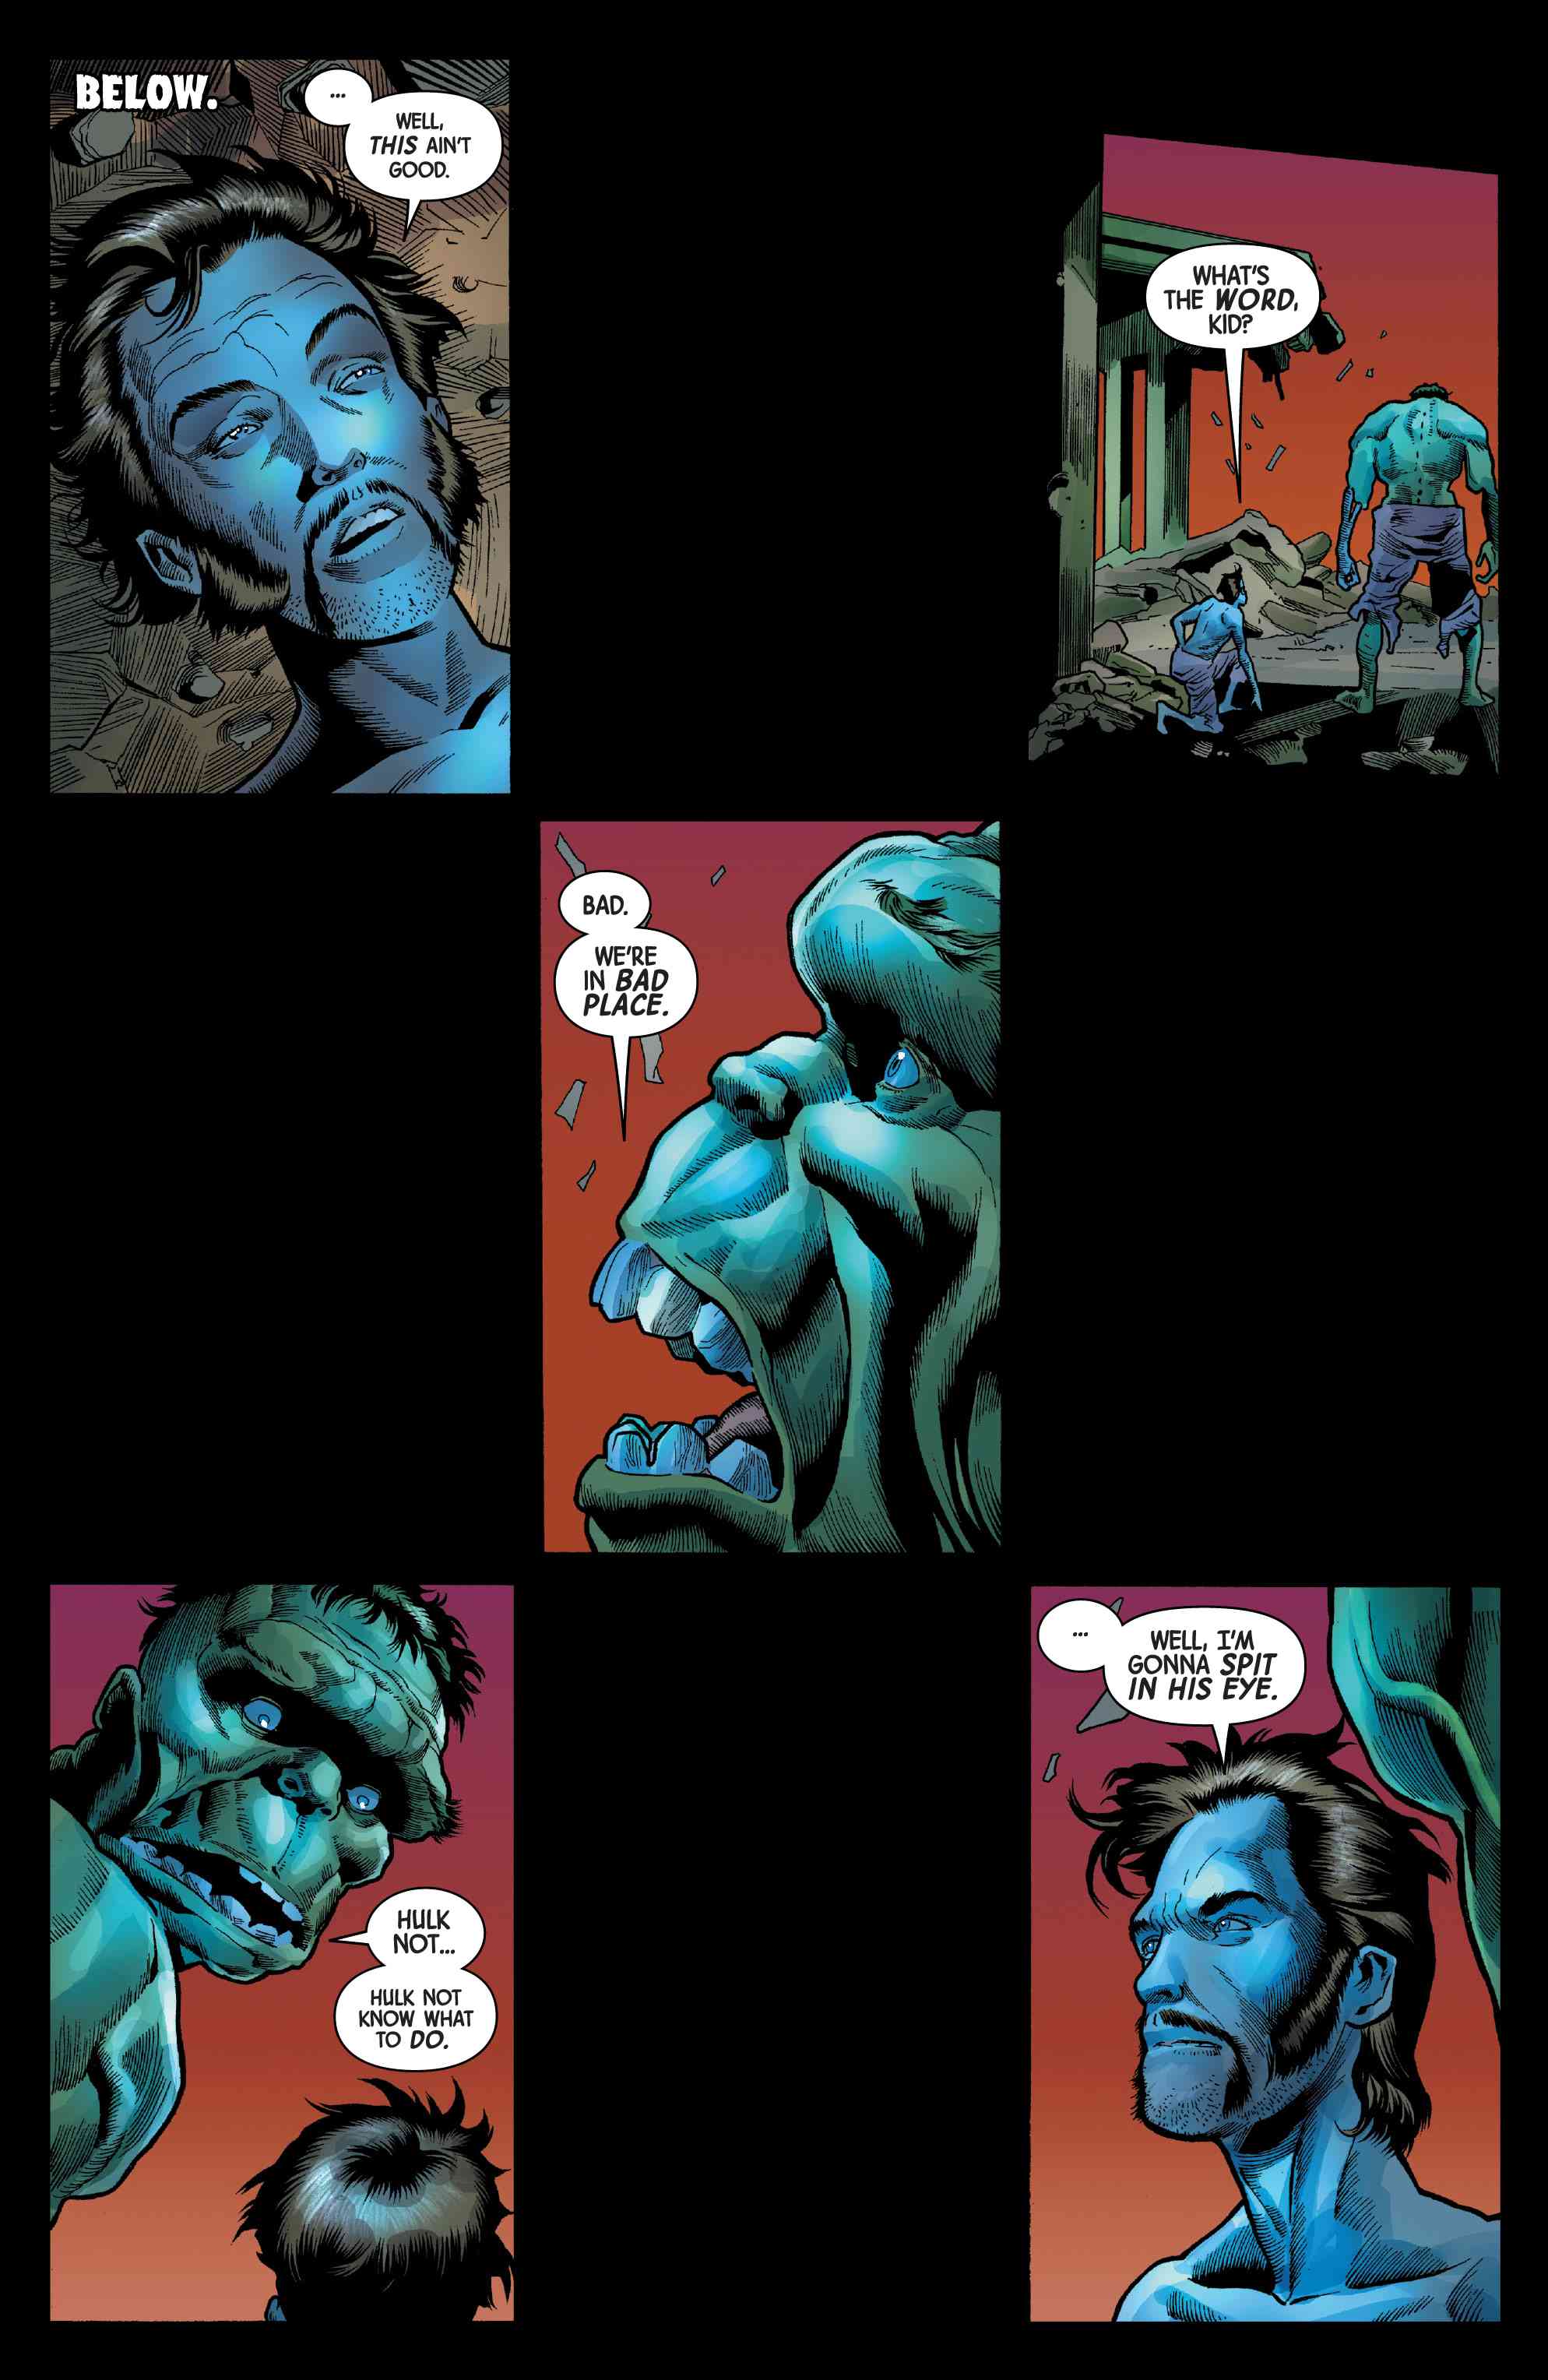 BELOW.
...
WELL,
THIS AIN'T
GOOD.
WHAT'S
THE WORD,
KID?
BAD.
WE'RE
IN BAD
PLACE.
HULK
NOT...
HULK NOT
KNOW WHAT
TO DO.
...
WELL, I'M
GONNA SPIT
IN HIS EYE.